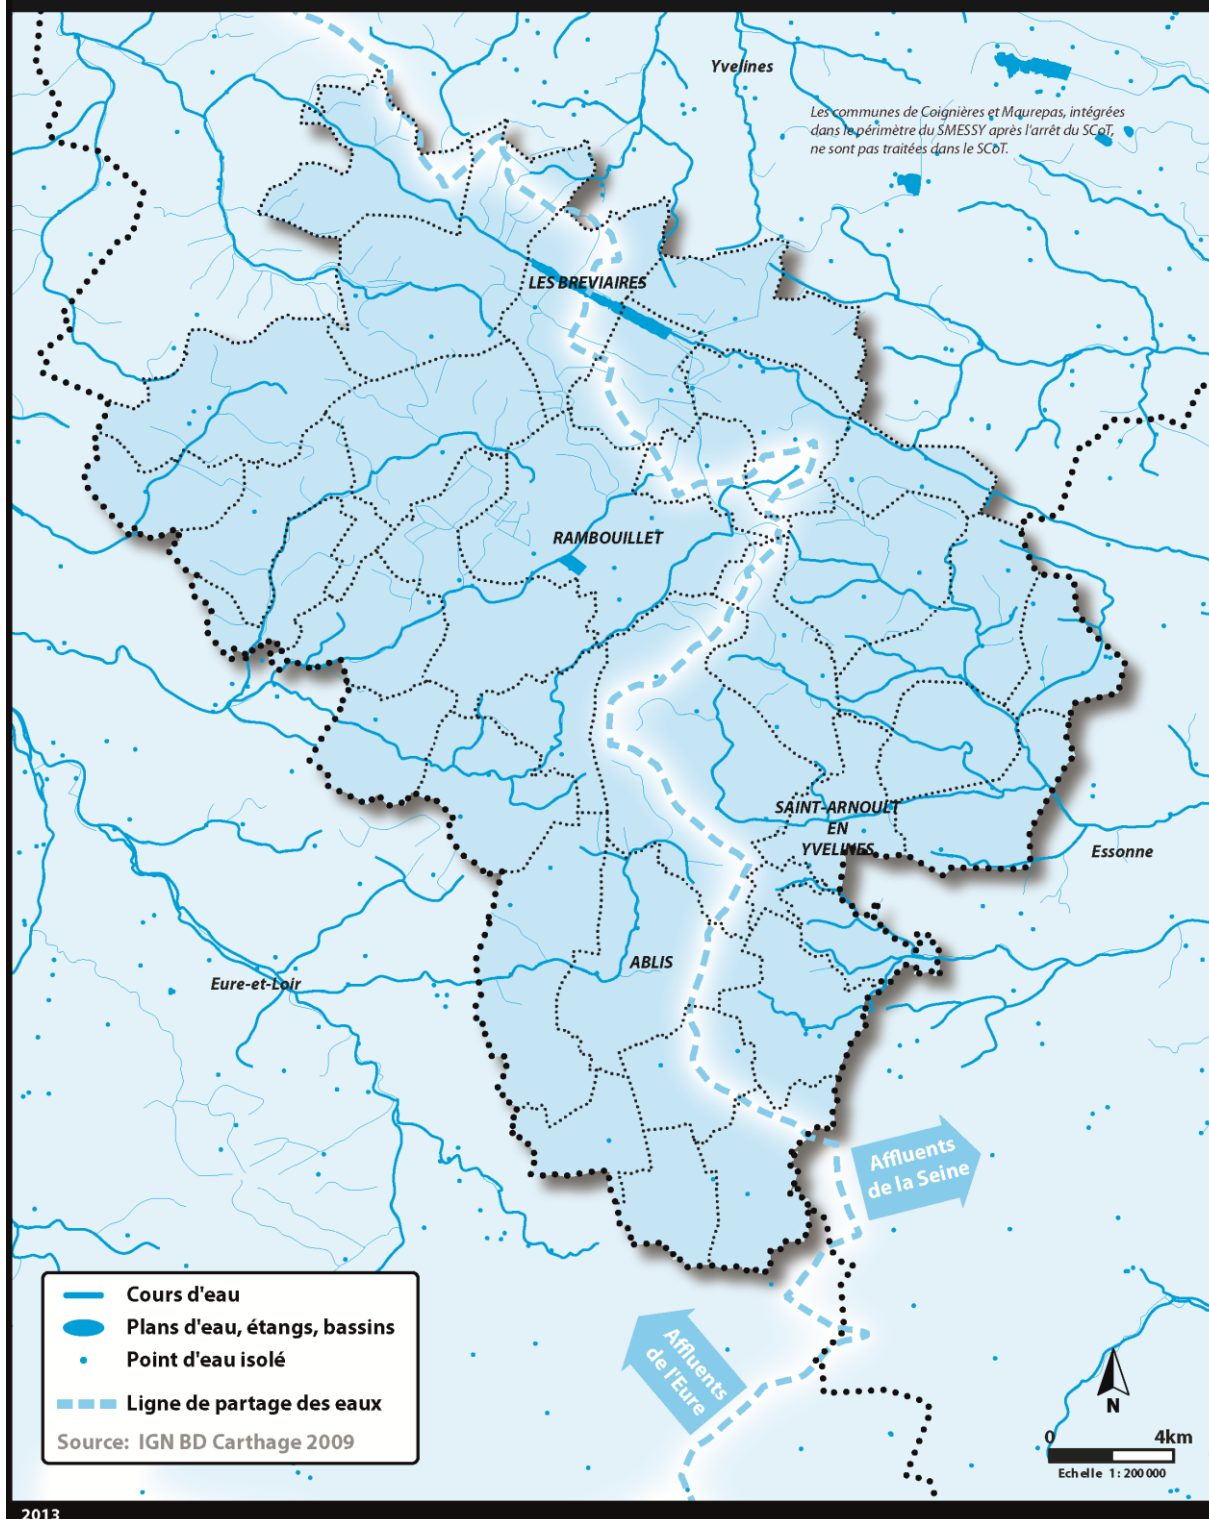 Yvelines
Les communes de Coignières et Maurepas, intégrées
dans le périmètre du SMESSY après l'arrêt du SCoT,
ne sont pas traitées dans le SCoT.
LES BREVIAIRES
RAMBOUILLET
SAINT-ARNOULT
EN
YVELINES
Essonne
ABLIS
Eure-et-Loir
Affluents
de la Seine
Affluents
de l'Eure
Cours d'eau
Plans d'eau, étangs, bassins
Point d'eau isolé
Ligne de partage des eaux
Source: IGN BD Carthage 2009
N
0 4km
Echelle 1: 200 000
2013